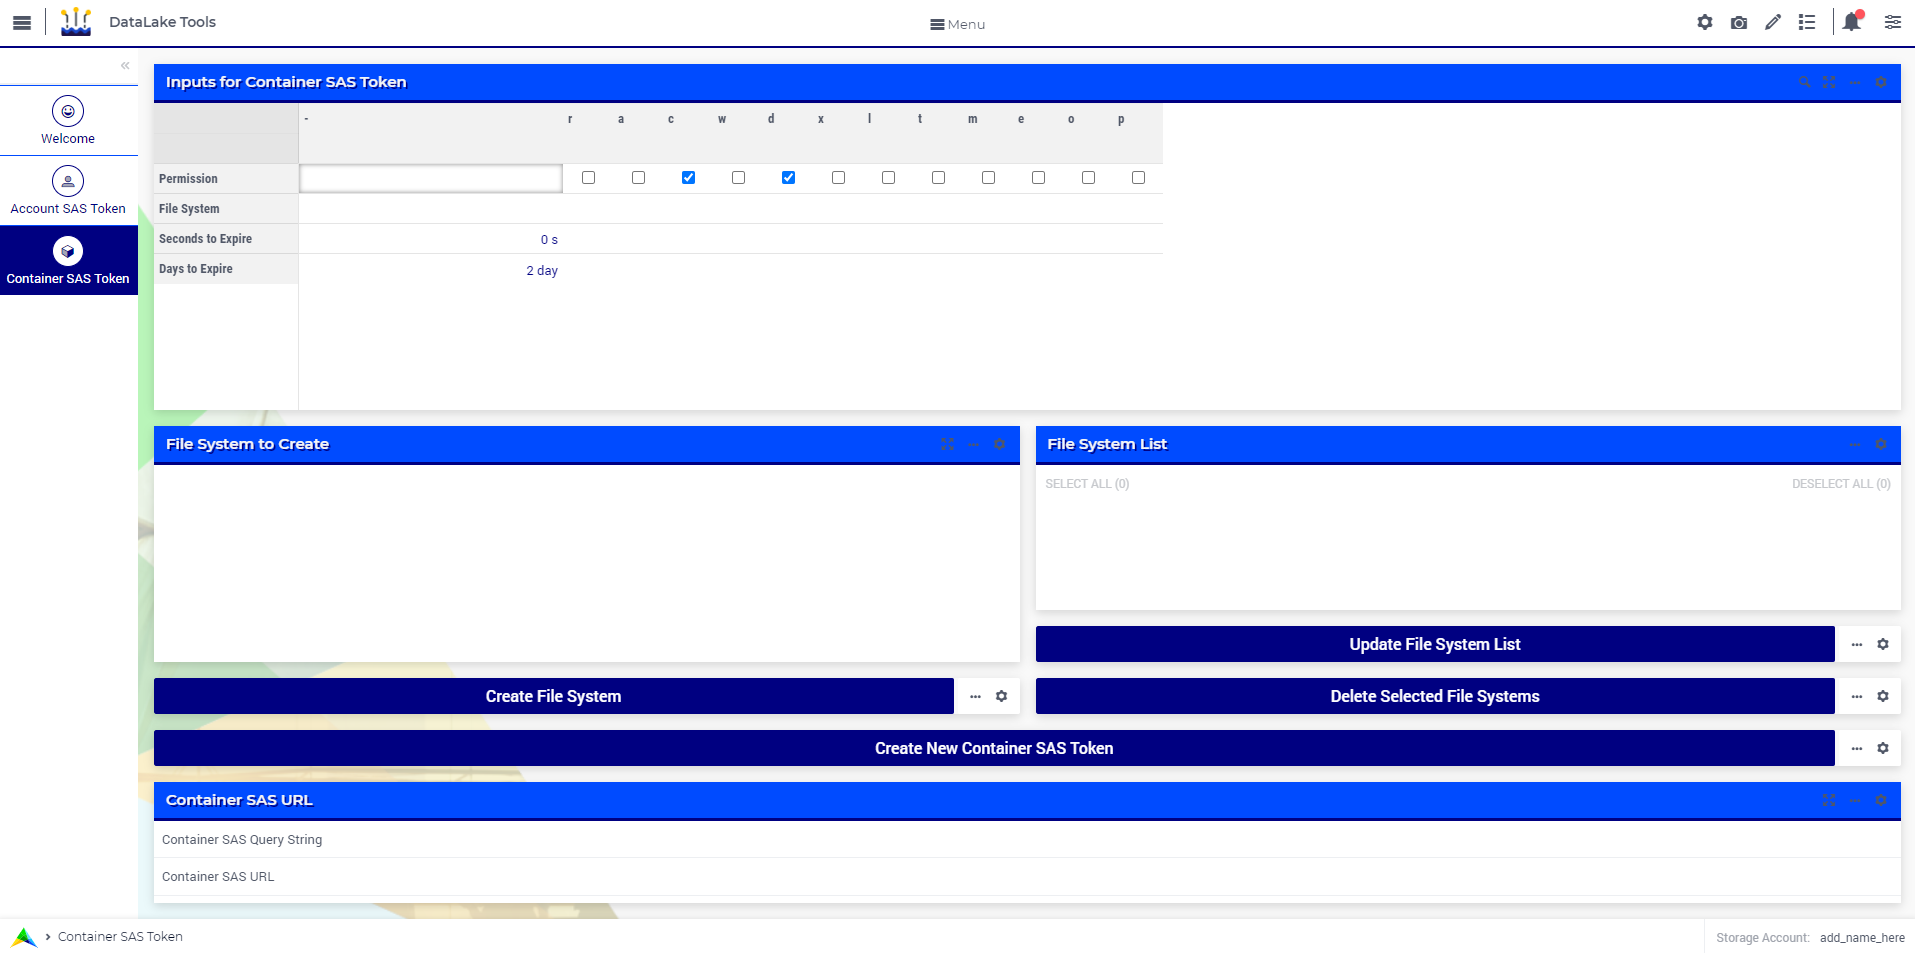 DataLake Tools
Menu
Welcome
Account SAS Token
Container SAS Token
Inputs for Container SAS Token
- r a c w d x l t m e o p
Permission
File System
Seconds to Expire 0 s
Days to Expire 2 day
File System to Create
File System List
SELECT ALL (0) DESELECT ALL (0)
Update File System List
Create File System
Delete Selected File Systems
Create New Container SAS Token
Container SAS URL
Container SAS Query String
Container SAS URL
Container SAS Token
Storage Account: add_name_here